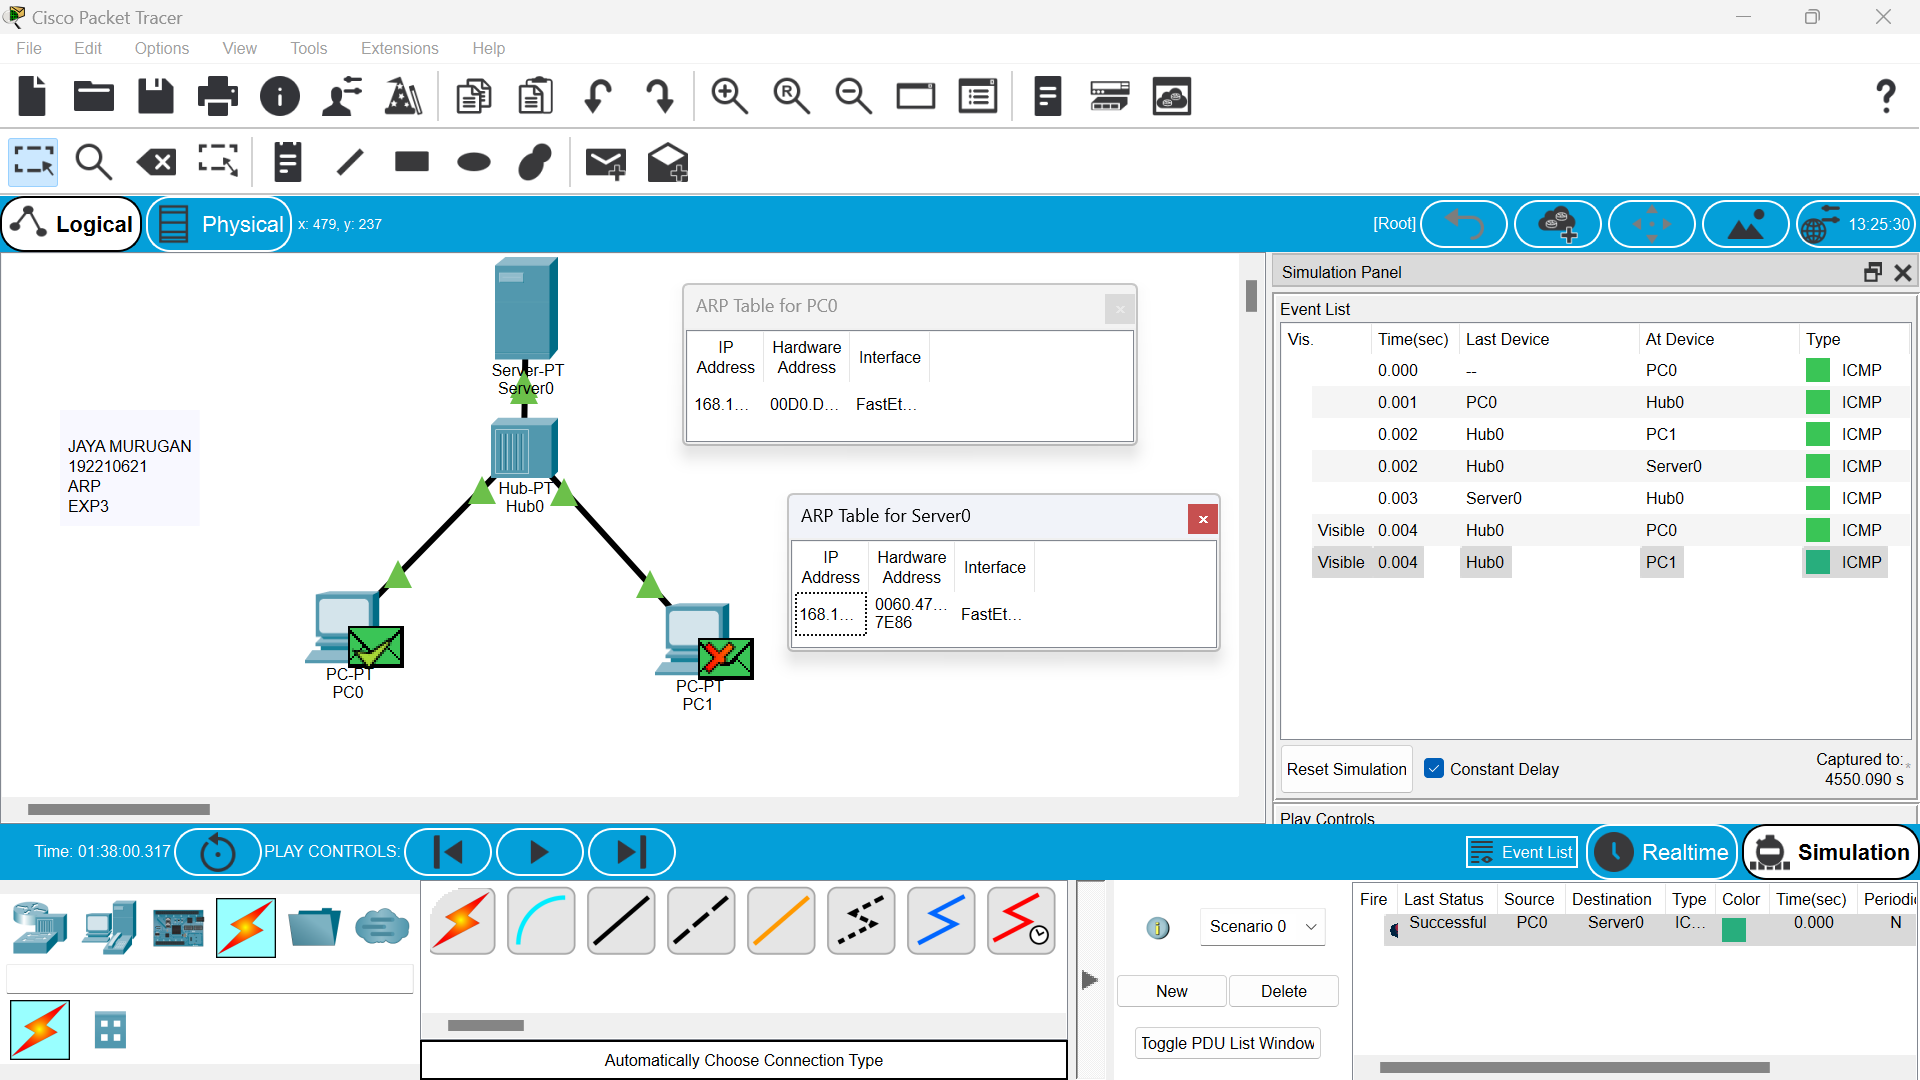 Cisco Packet Tracer
File Edit Options View Tools Extensions Help
Logical Physical x: 479, y: 237 [Root] 13:25:30
Server-PT
Server0
Hub-PT
Hub0
PC-PT
PC0
PC-PT
PC1
JAYA MURUGAN
192210621
ARP
EXP3
ARP Table for PC0
IP Address Hardware Address Interface
168.1... 00D0.D... FastEt...
ARP Table for Server0
IP Address Hardware Address Interface
168.1... 0060.47... 7E86 FastEt...
Simulation Panel
Event List
Vis. Time(sec) Last Device At Device Type
0.000 -- PC0 ICMP
0.001 PC0 Hub0 ICMP
0.002 Hub0 PC1 ICMP
0.002 Hub0 Server0 ICMP
0.003 Server0 Hub0 ICMP
Visible 0.004 Hub0 PC0 ICMP
Visible 0.004 Hub0 PC1 ICMP
Reset Simulation Constant Delay Captured to:*
4550.090 s
Play Controls
Time: 01:38:00.317 PLAY CONTROLS: Event List Realtime Simulation
Scenario 0
New Delete
Toggle PDU List Window
Fire Last Status Source Destination Type Color Time(sec) Periodi
Successful PC0 Server0 IC... 0.000 N
Automatically Choose Connection Type